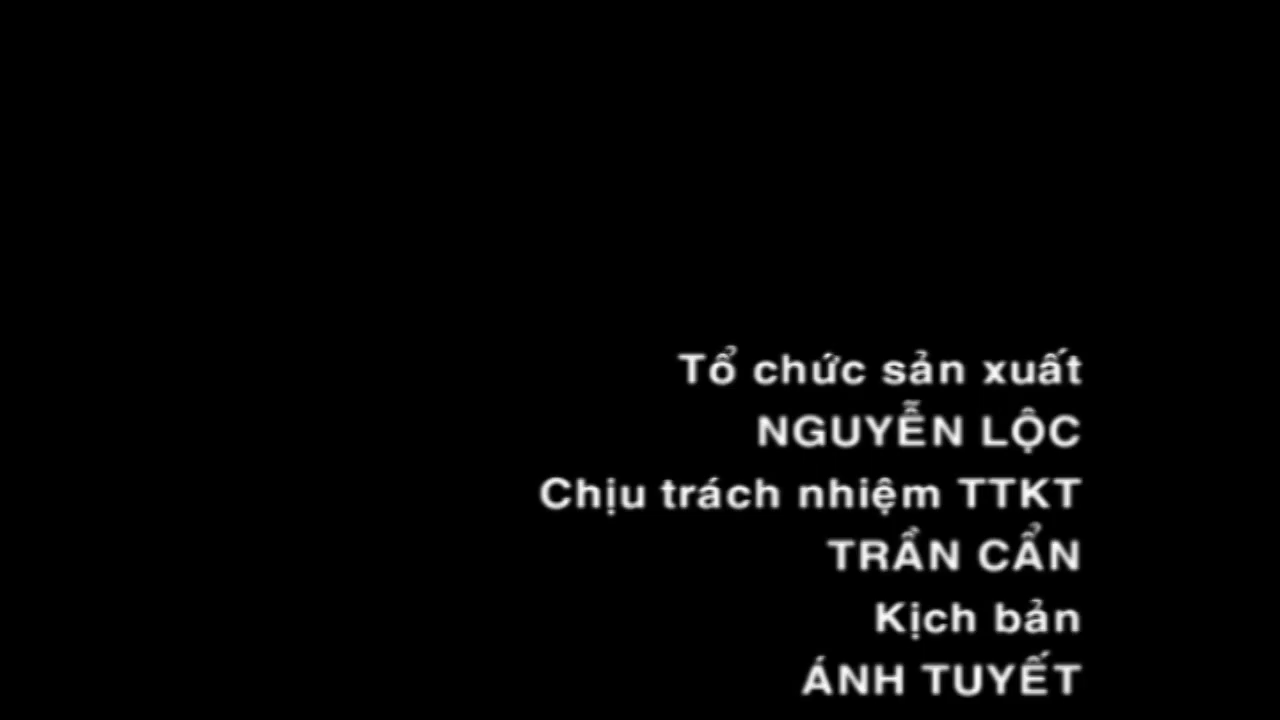 Tổ chức sản xuất
NGUYỄN LỘC
Chịu trách nhiệm TTKT
TRẦN CẨN
Kịch bản
ÁNH TUYẾT